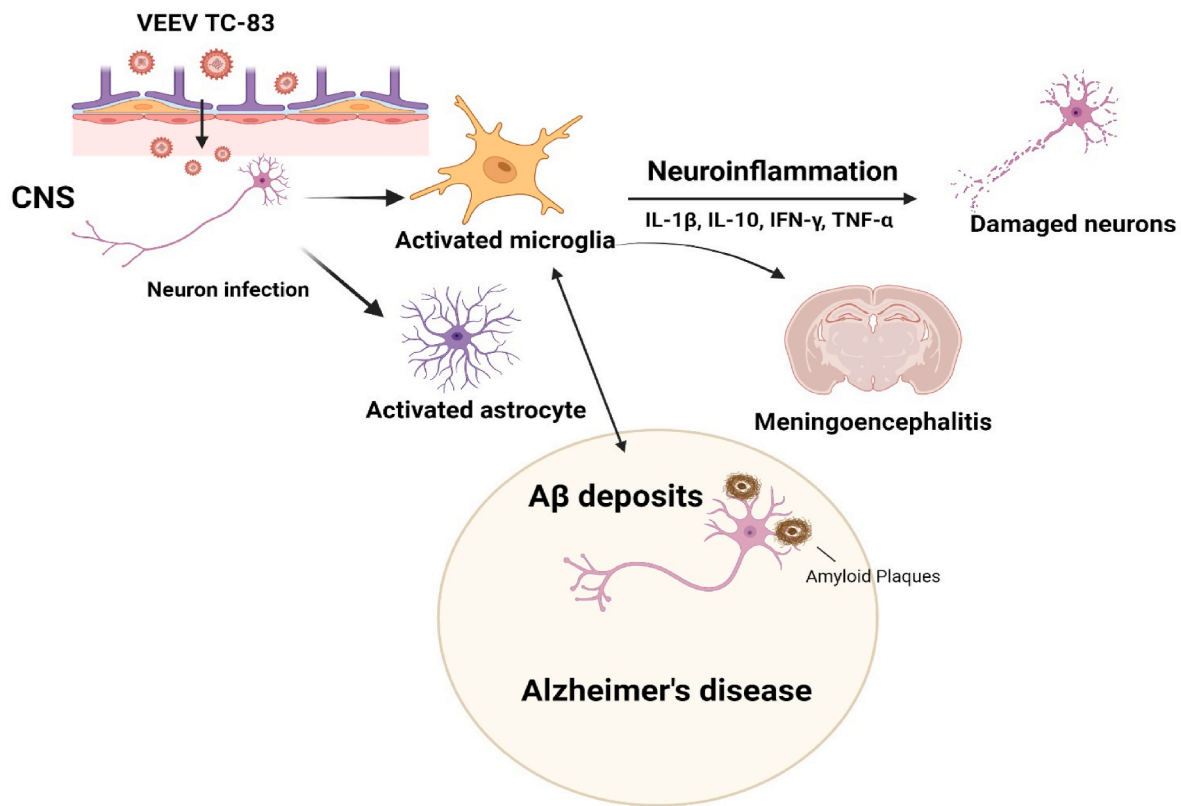 VEEV TC-83
CNS
Neuron infection
Activated microglia
Activated astrocyte
Neuroinflammation
IL-1β, IL-10, IFN-γ, TNF-α
Damaged neurons
Meningoencephalitis
Aβ deposits
Amyloid Plaques
Alzheimer's disease